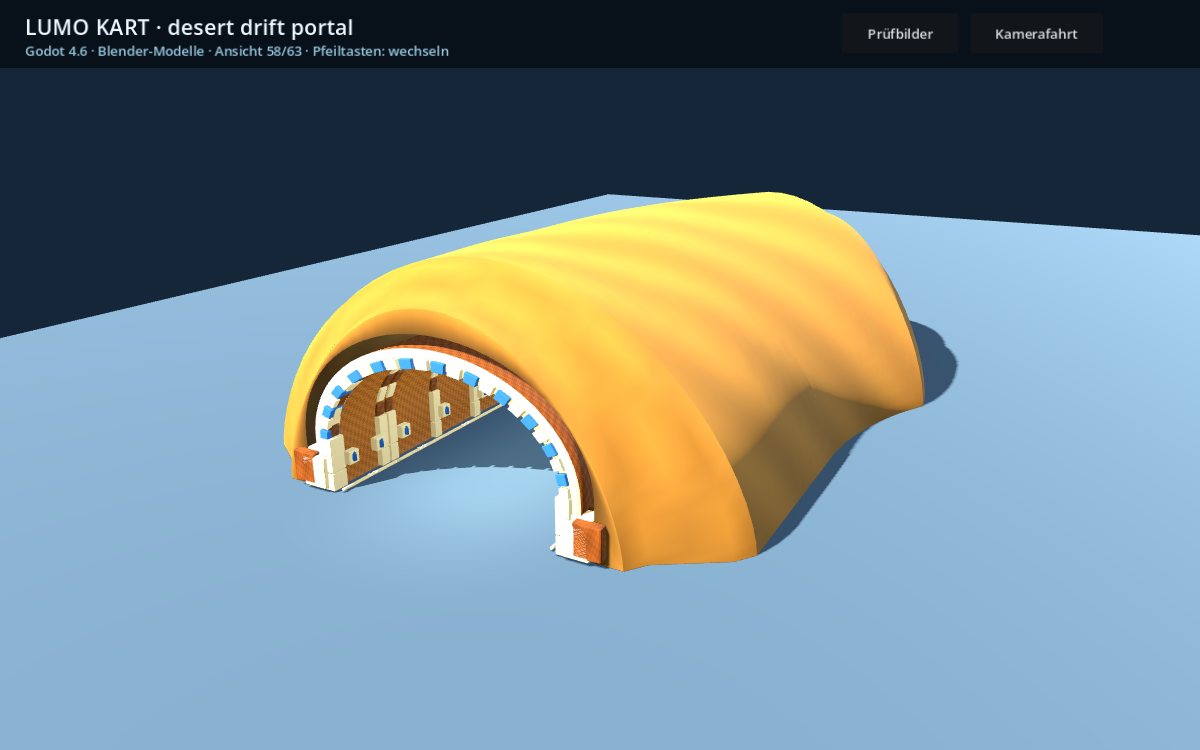 LUMO KART · desert drift portal
Godot 4.6 · Blender-Modelle · Ansicht 58/63 · Pfeiltasten: wechseln
Prüfbilder
Kamerafahrt